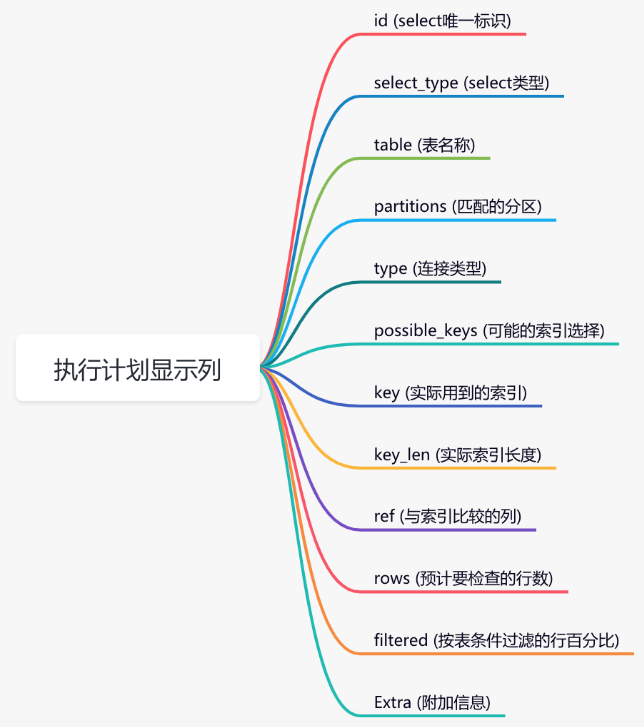 执行计划显示列
id (select唯一标识)
select_type (select类型)
table (表名称)
partitions (匹配的分区)
type (连接类型)
possible_keys (可能的索引选择)
key (实际用到的索引)
key_len (实际索引长度)
ref (与索引比较的列)
rows (预计要检查的行数)
filtered (按表条件过滤的行百分比)
Extra (附加信息)